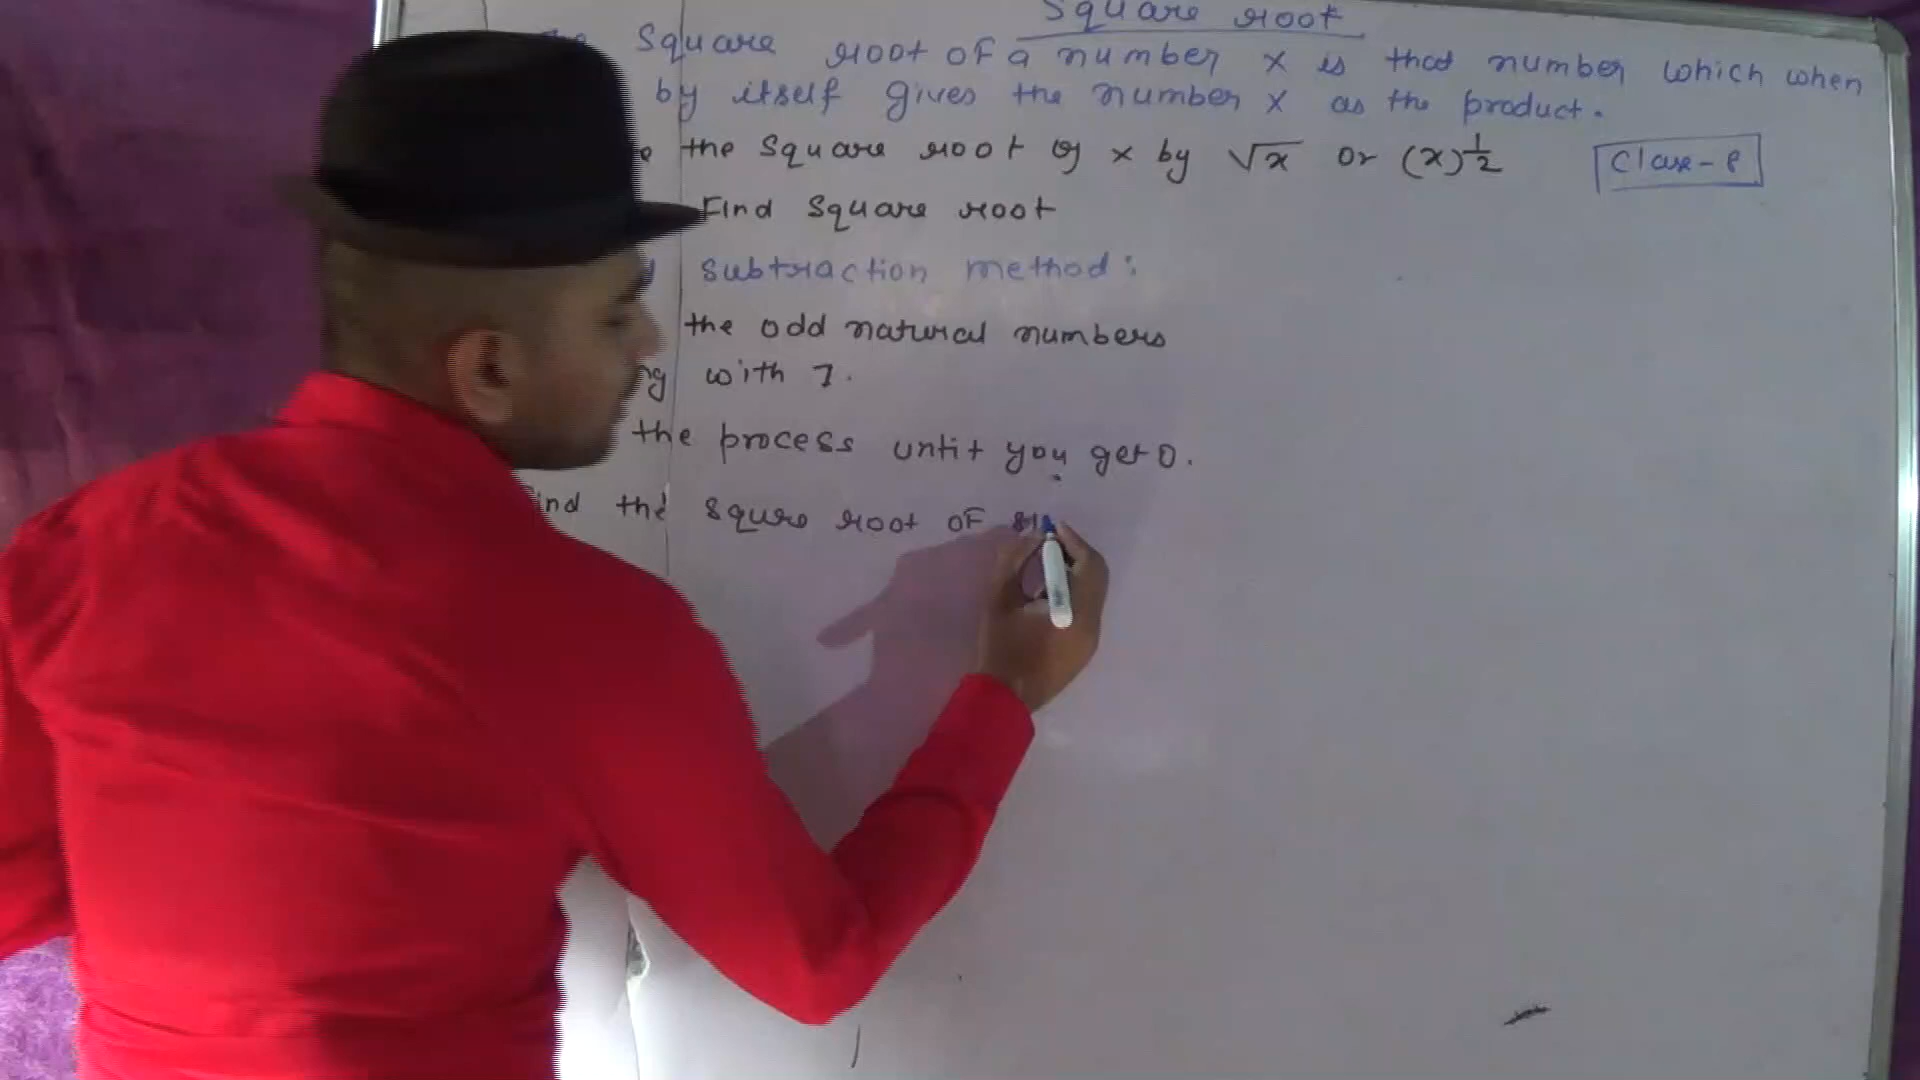 Square root
Square root of a number x is that number which when
by itself gives the number x as the product.
the square root of x by √x or (x)^1/2
Class-8
Find square root
subtraction method:
the odd natural numbers
with 1.
the process until you get 0.
find the squre root of 81